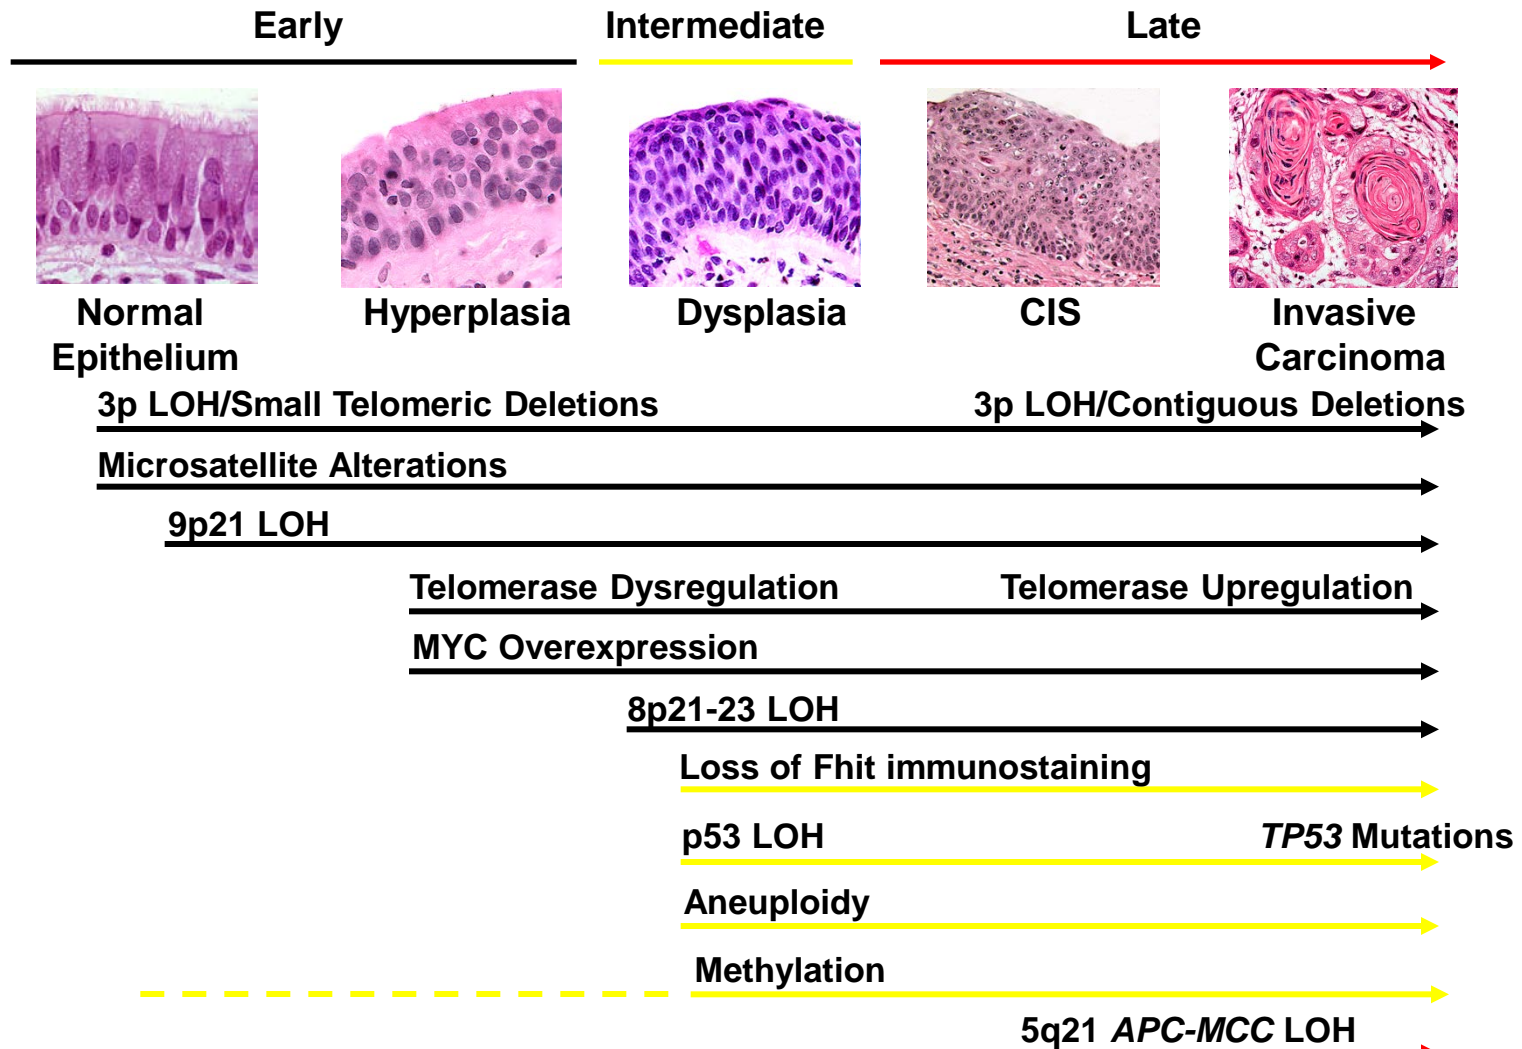 Early Intermediate Late
Normal Epithelium
Hyperplasia
Dysplasia
CIS
Invasive Carcinoma
3p LOH/Small Telomeric Deletions 3p LOH/Contiguous Deletions
Microsatellite Alterations
9p21 LOH
Telomerase Dysregulation Telomerase Upregulation
MYC Overexpression
8p21-23 LOH
Loss of Fhit immunostaining
p53 LOH TP53 Mutations
Aneuploidy
Methylation
5q21 APC-MCC LOH